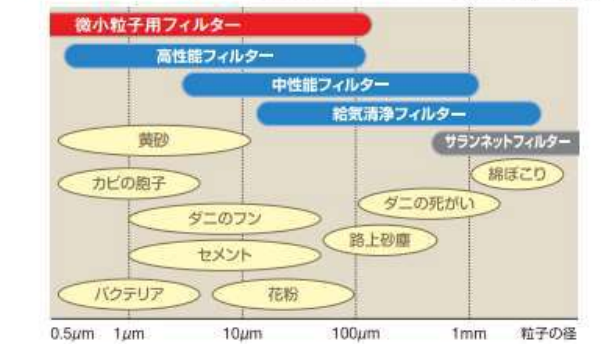 微小粒子用フィルター
高性能フィルター
中性能フィルター
給気清浄フィルター
サランネットフィルター
黄砂
綿ぼこり
カビの胞子
ダニの死がい
ダニのフン
路上砂塵
セメント
バクテリア
花粉
0.5μm 1μm 10μm 100μm 1mm 粒子の径